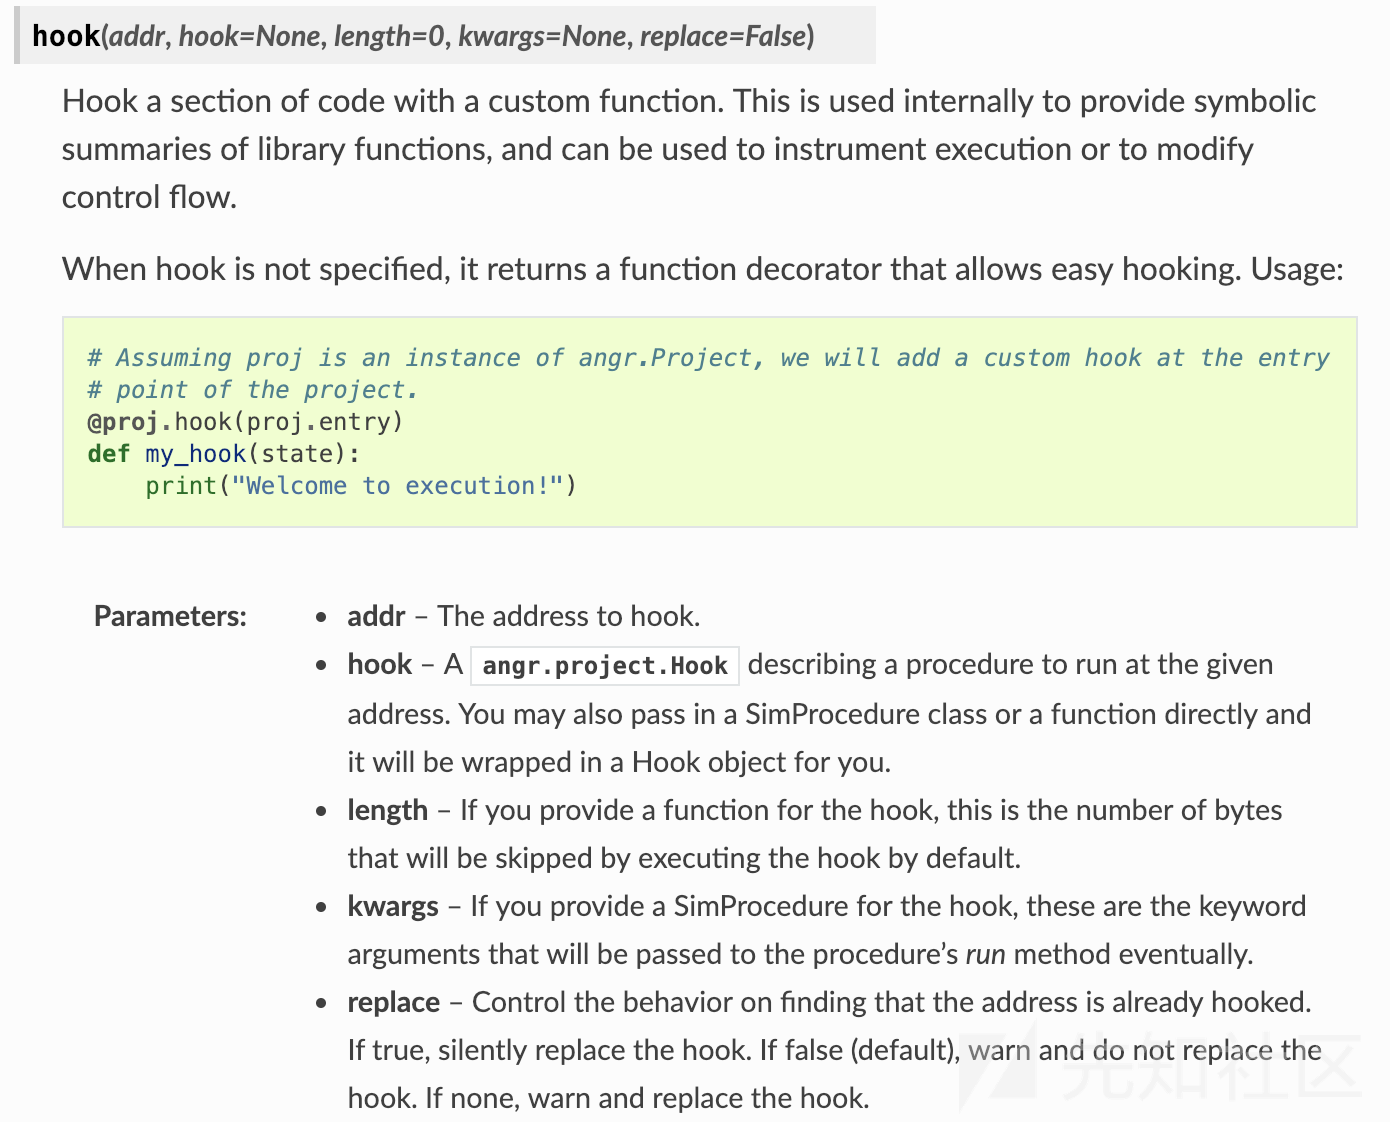 hook(addr, hook=None, length=0, kwargs=None, replace=False)
Hook a section of code with a custom function. This is used internally to provide symbolic
summaries of library functions, and can be used to instrument execution or to modify
control flow.
When hook is not specified, it returns a function decorator that allows easy hooking. Usage:
# Assuming proj is an instance of angr.Project, we will add a custom hook at the entry
# point of the project.
@proj.hook(proj.entry)
def my_hook(state):
    print("Welcome to execution!")
Parameters:
• addr – The address to hook.
• hook – A angr.project.Hook describing a procedure to run at the given
address. You may also pass in a SimProcedure class or a function directly and
it will be wrapped in a Hook object for you.
• length – If you provide a function for the hook, this is the number of bytes
that will be skipped by executing the hook by default.
• kwargs – If you provide a SimProcedure for the hook, these are the keyword
arguments that will be passed to the procedure’s run method eventually.
• replace – Control the behavior on finding that the address is already hooked.
If true, silently replace the hook. If false (default), warn and do not replace the
hook. If none, warn and replace the hook.
先知社区